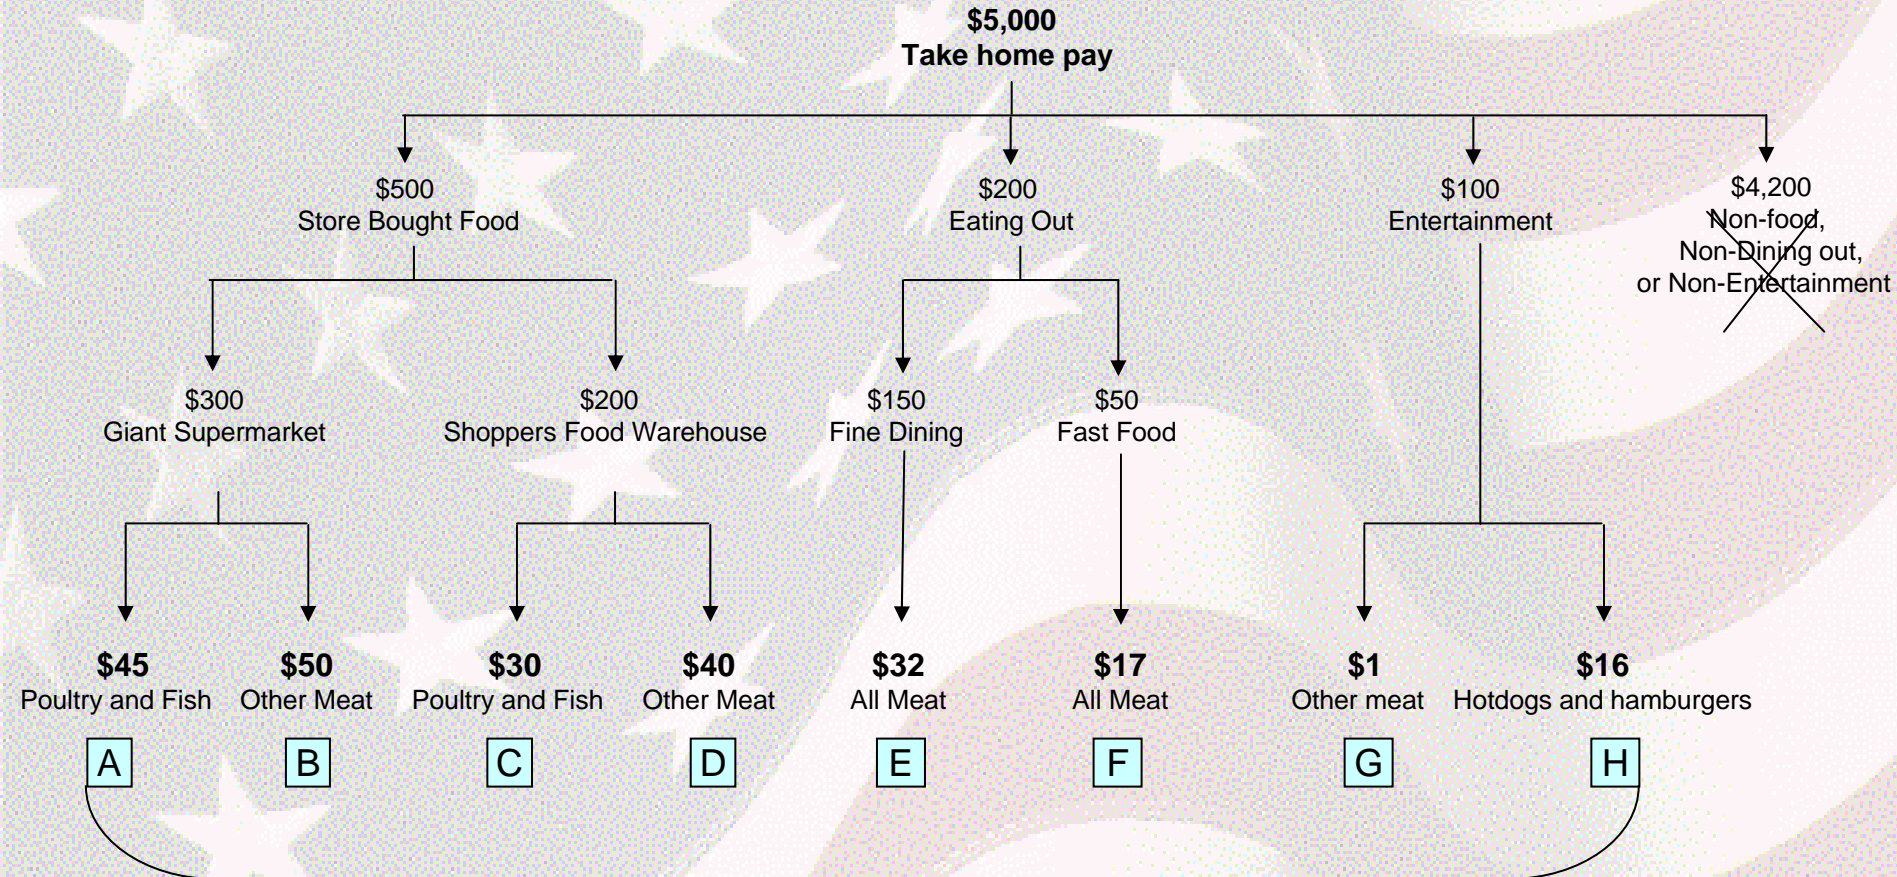 $5,000
Take home pay
$500
Store Bought Food
$200
Eating Out
$100
Entertainment
$4,200
Non-food,
Non-Dining out,
or Non-Entertainment
$300
Giant Supermarket
$200
Shoppers Food Warehouse
$150
Fine Dining
$50
Fast Food
$45
Poultry and Fish
$50
Other Meat
$30
Poultry and Fish
$40
Other Meat
$32
All Meat
$17
All Meat
$1
Other meat
$16
Hotdogs and hamburgers
A
B
C
D
E
F
G
H